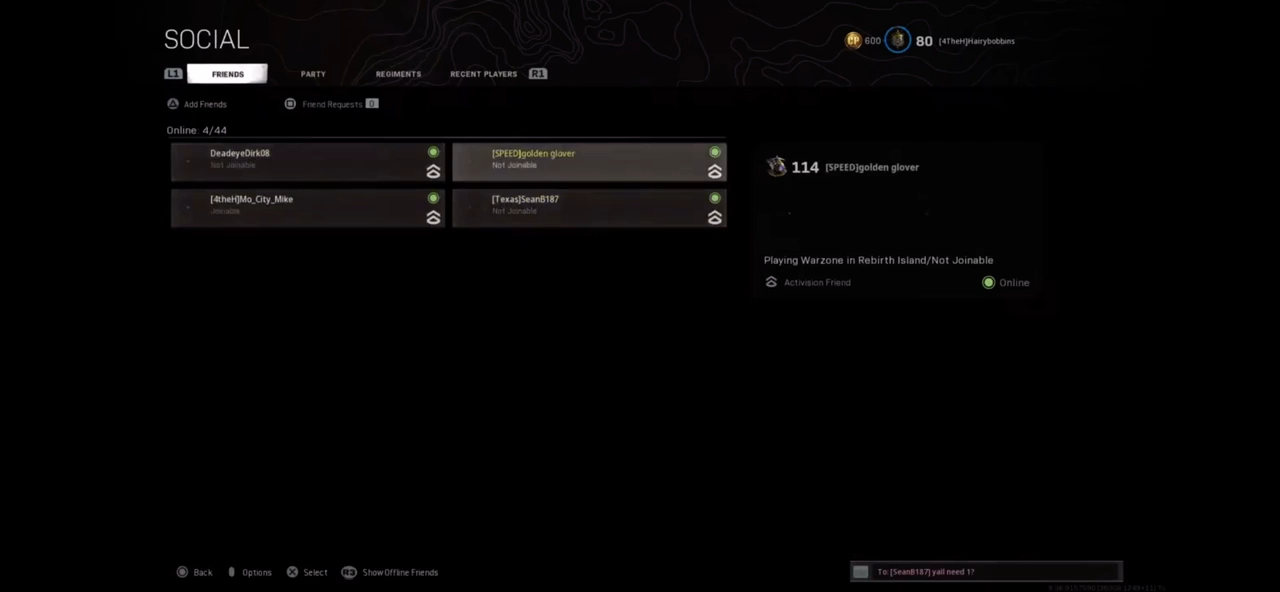 SOCIAL
CP 600 80 [4TheH]Hairybobbins
L1 FRIENDS PARTY REGIMENTS RECENT PLAYERS R1
Add Friends Friend Requests 0
Online: 4/44
DeadeyeDirk08
Not Joinable
[SPEED]golden glover
Not Joinable
[4theH]Mo_City_Mike
Joinable
[Texas]SeanB187
Not Joinable
114 [SPEED]golden glover
Playing Warzone in Rebirth Island/Not Joinable
Activision Friend Online
Back Options Select R3 Show Offline Friends
To: [SeanB187] yall need 1?